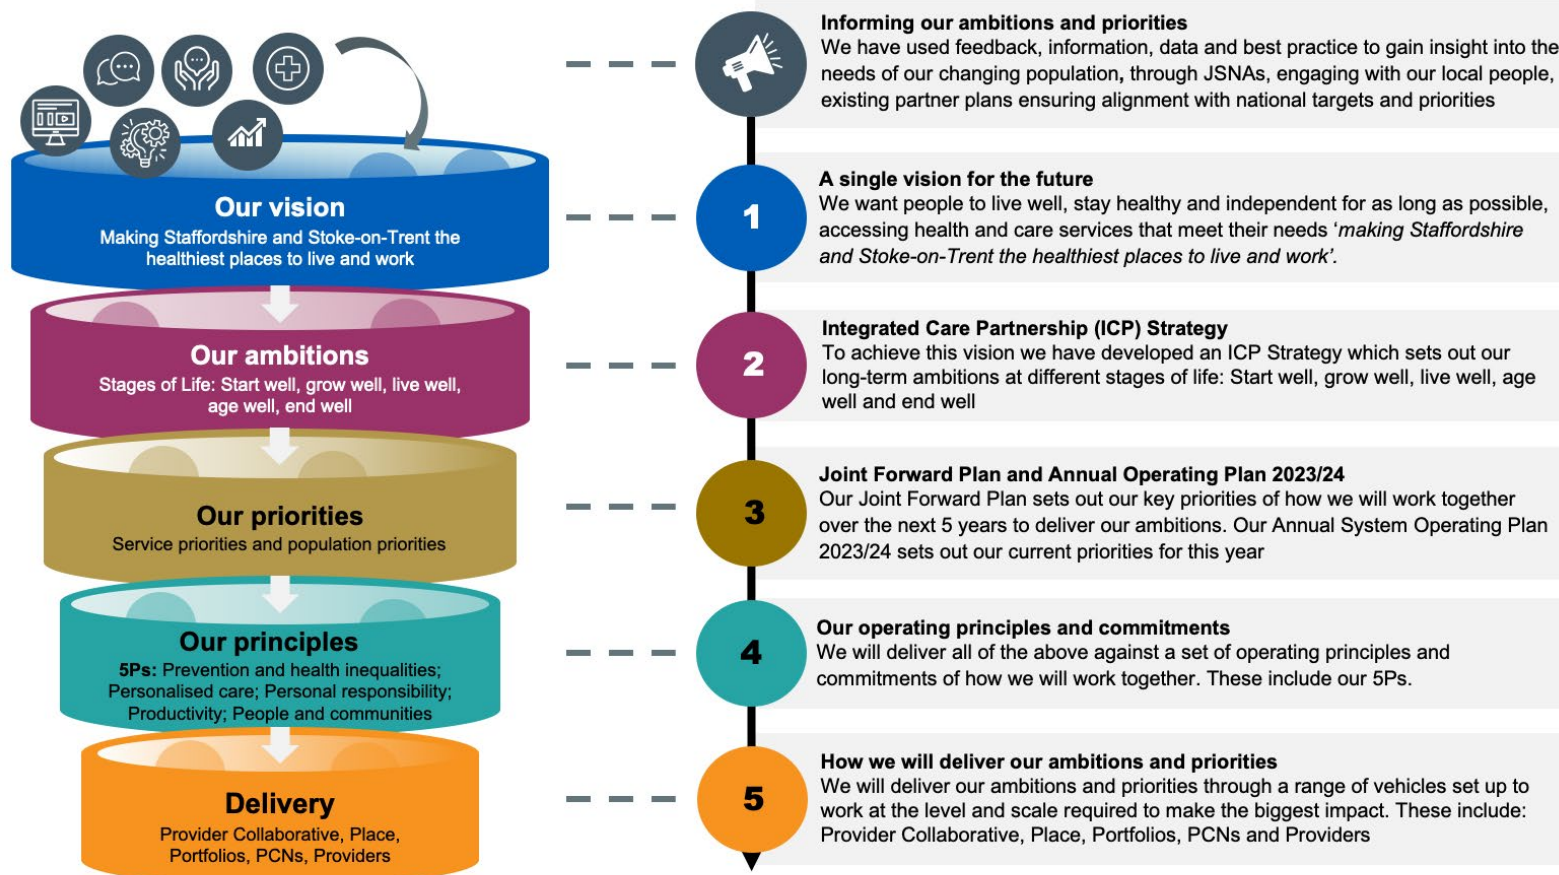 Our vision
Making Staffordshire and Stoke-on-Trent the
healthiest places to live and work
Our ambitions
Stages of Life: Start well, grow well, live well,
age well, end well
Our priorities
Service priorities and population priorities
Our principles
5Ps: Prevention and health inequalities;
Personalised care; Personal responsibility;
Productivity; People and communities
Delivery
Provider Collaborative, Place,
Portfolios, PCNs, Providers
Informing our ambitions and priorities
We have used feedback, information, data and best practice to gain insight into the
needs of our changing population, through JSNAs, engaging with our local people,
existing partner plans ensuring alignment with national targets and priorities
1
A single vision for the future
We want people to live well, stay healthy and independent for as long as possible,
accessing health and care services that meet their needs ‘making Staffordshire
and Stoke-on-Trent the healthiest places to live and work’.
2
Integrated Care Partnership (ICP) Strategy
To achieve this vision we have developed an ICP Strategy which sets out our
long-term ambitions at different stages of life: Start well, grow well, live well, age
well and end well
3
Joint Forward Plan and Annual Operating Plan 2023/24
Our Joint Forward Plan sets out our key priorities of how we will work together
over the next 5 years to deliver our ambitions. Our Annual System Operating Plan
2023/24 sets out our current priorities for this year
4
Our operating principles and commitments
We will deliver all of the above against a set of operating principles and
commitments of how we will work together. These include our 5Ps.
5
How we will deliver our ambitions and priorities
We will deliver our ambitions and priorities through a range of vehicles set up to
work at the level and scale required to make the biggest impact. These include:
Provider Collaborative, Place, Portfolios, PCNs and Providers